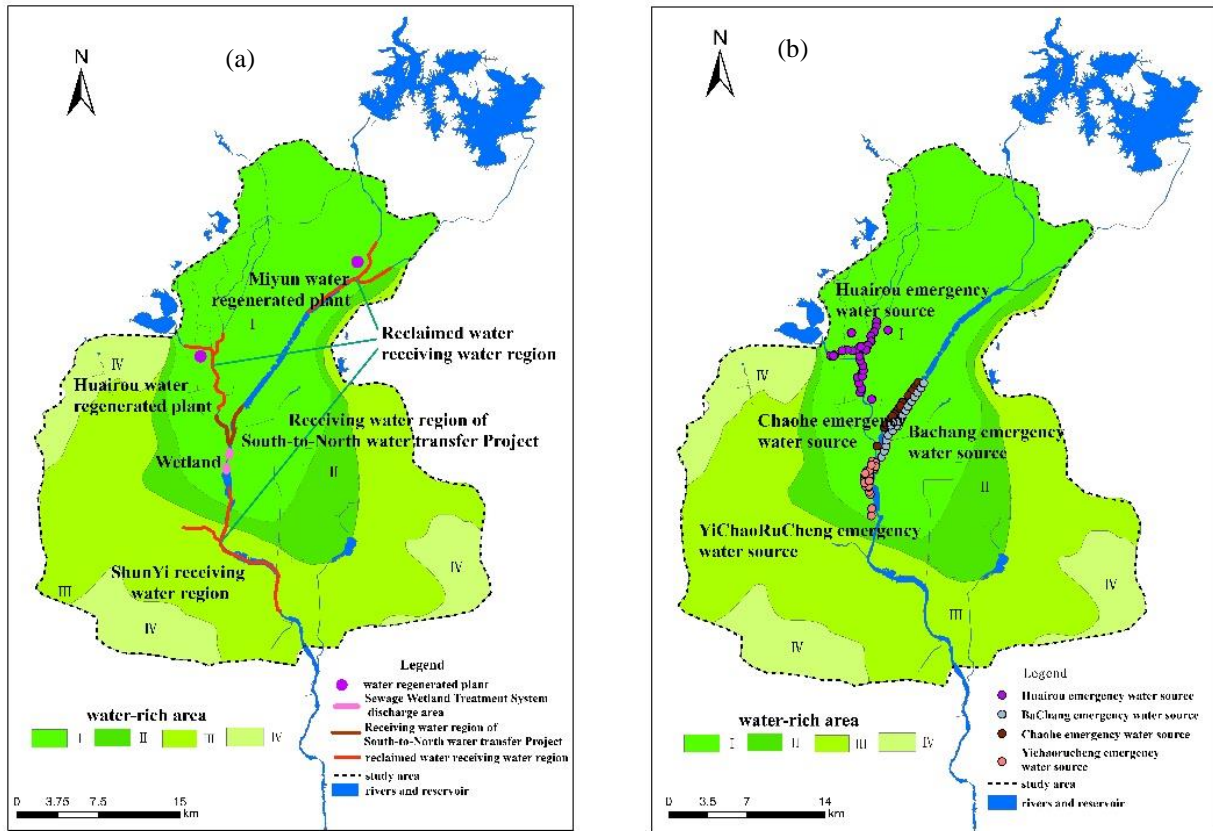 (a)
N
Miyun water
regenerated plant
I
Reclaimed water
receiving water region
IV
Huairou water
regenerated plant
Receiving water region of
South-to-North water transfer Project
Wetland
II
ShunYi receiving
water region
III
IV
IV
Legend
water regenerated plant
Sewage Wetland Treatment System
discharge area
Receiving water region of
South-to-North water transfer Project
reclaimed water receiving water region
study area
rivers and reservoir
water-rich area
I II III IV
0 3.75 7.5 15
km
(b)
N
Huairou emergency
water source
I
IV
Chaohe emergency
water source
Bachang emergency
water source
II
YiChaoRuCheng emergency
water source
IV
III
IV
Legend
Huairou emergency water source
BaChang emergency water source
Chaohe emergency water source
Yichaorucheng emergency
water source
study area
rivers and reservoir
water-rich area
I II III IV
0 3.5 7 14
km